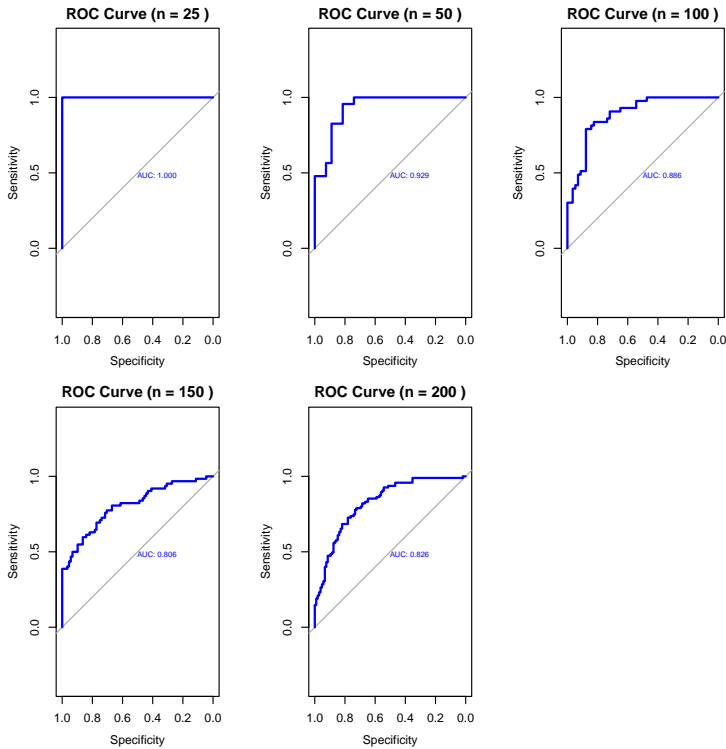 ROC Curve (n = 25 )
1.0
0.5
0.0
Sensitivity
AUC: 1.000
1.0 0.8 0.6 0.4 0.2 0.0
Specificity
ROC Curve (n = 50 )
1.0
0.5
0.0
Sensitivity
AUC: 0.929
1.0 0.8 0.6 0.4 0.2 0.0
Specificity
ROC Curve (n = 100 )
1.0
0.5
0.0
Sensitivity
AUC: 0.886
1.0 0.8 0.6 0.4 0.2 0.0
Specificity
ROC Curve (n = 150 )
1.0
0.5
0.0
Sensitivity
AUC: 0.806
1.0 0.8 0.6 0.4 0.2 0.0
Specificity
ROC Curve (n = 200 )
1.0
0.5
0.0
Sensitivity
AUC: 0.826
1.0 0.8 0.6 0.4 0.2 0.0
Specificity